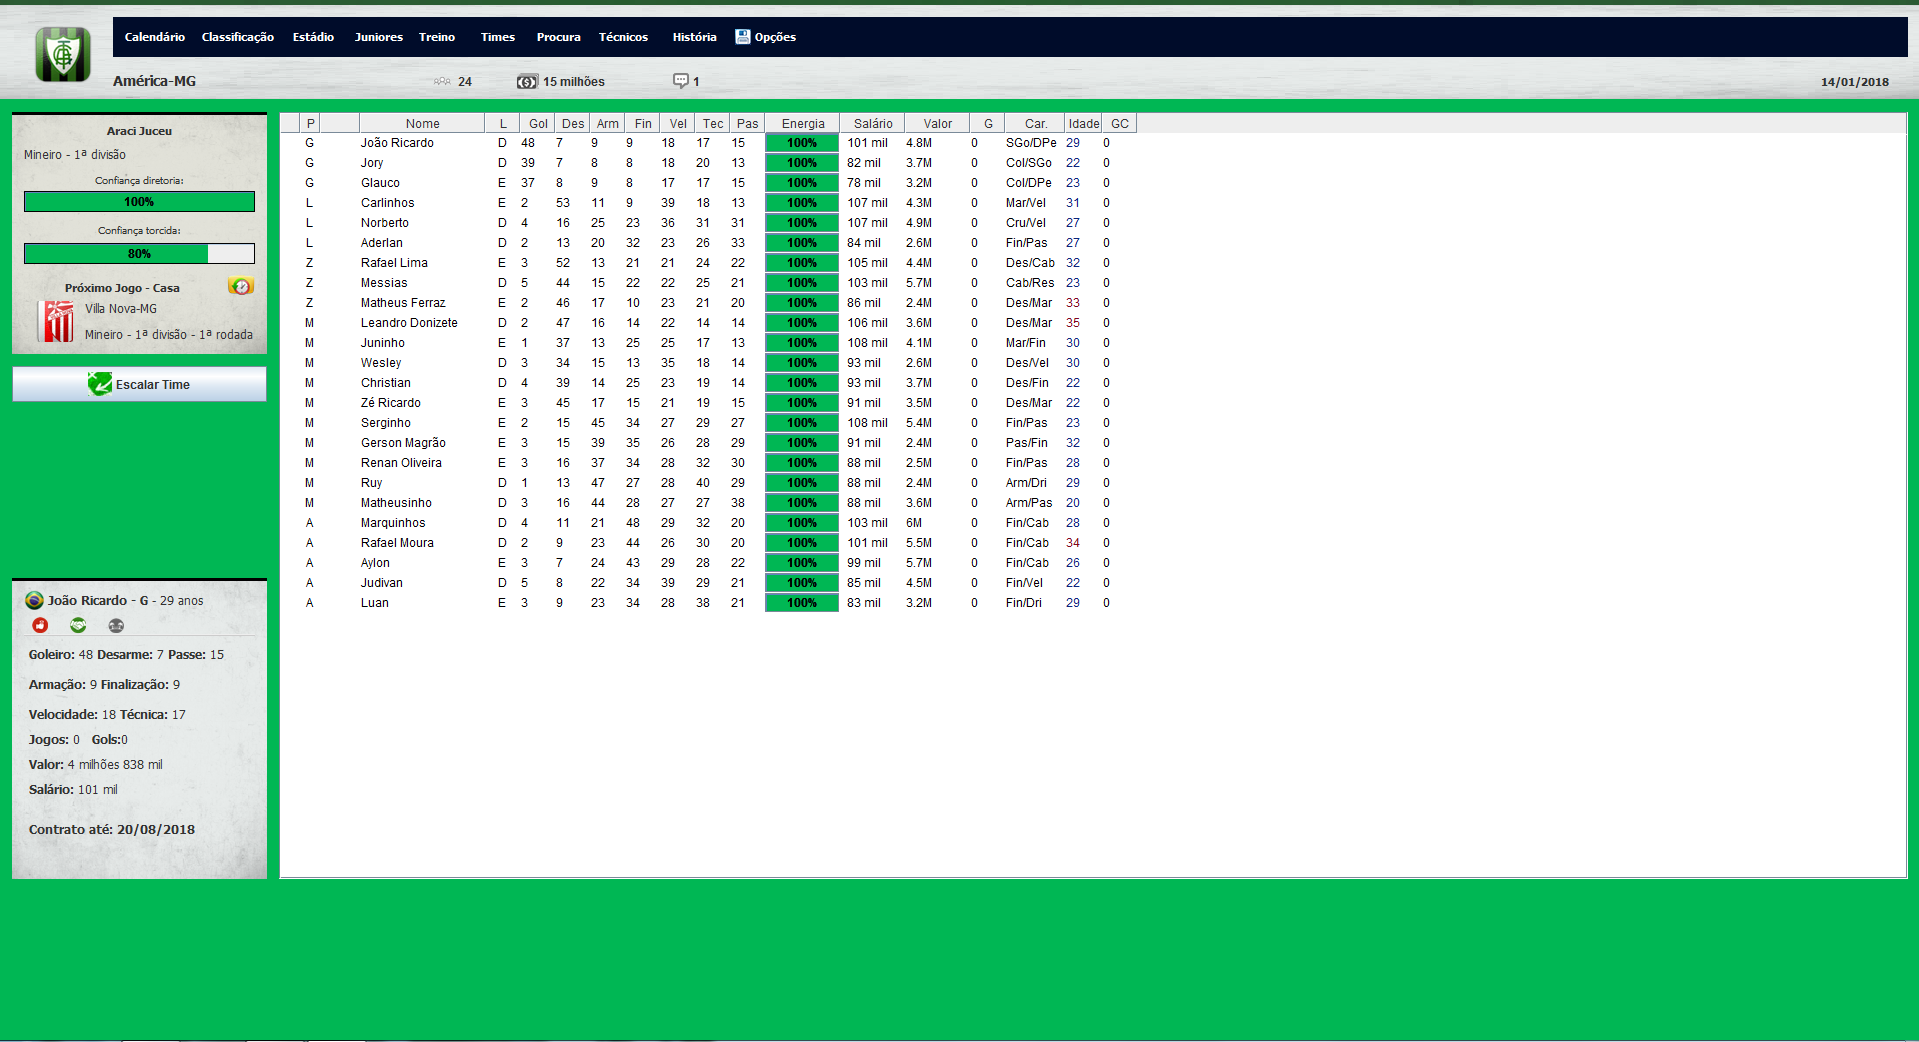 Calendário Classificação Estádio Juniores Treino Times Procura Técnicos História Opções
América-MG 24 15 milhões 1 14/01/2018
Araci Juceu
Mineiro - 1ª divisão
Confiança diretoria:
100%
Confiança torcida:
80%
Próximo Jogo - Casa
Villa Nova-MG
Mineiro - 1ª divisão - 1ª rodada
Escalar Time
João Ricardo - G - 29 anos
Goleiro: 48 Desarme: 7 Passe: 15
Armação: 9 Finalização: 9
Velocidade: 18 Técnica: 17
Jogos: 0 Gols:0
Valor: 4 milhões 838 mil
Salário: 101 mil
Contrato até: 20/08/2018
P Nome L Gol Des Arm Fin Vel Tec Pas Energia Salário Valor G Car. Idade GC
G João Ricardo D 48 7 9 9 18 17 15 100% 101 mil 4.8M 0 SGo/DPe 29 0
G Jory D 39 7 8 8 18 20 13 100% 82 mil 3.7M 0 Col/SGo 22 0
G Glauco E 37 8 9 8 17 17 15 100% 78 mil 3.2M 0 Col/DPe 23 0
L Carlinhos E 2 53 11 9 39 18 13 100% 107 mil 4.3M 0 Mar/Vel 31 0
L Norberto D 4 16 25 23 36 31 31 100% 107 mil 4.9M 0 Cru/Vel 27 0
L Aderlan D 2 13 20 32 23 26 33 100% 84 mil 2.6M 0 Fin/Pas 27 0
Z Rafael Lima E 3 52 13 21 21 24 22 100% 105 mil 4.4M 0 Des/Cab 32 0
Z Messias D 5 44 15 22 22 25 21 100% 103 mil 5.7M 0 Cab/Res 23 0
Z Matheus Ferraz E 2 46 17 10 23 21 20 100% 86 mil 2.4M 0 Des/Mar 33 0
M Leandro Donizete D 2 47 16 14 22 14 14 100% 106 mil 3.6M 0 Des/Mar 35 0
M Juninho E 1 37 13 25 25 17 13 100% 108 mil 4.1M 0 Mar/Fin 30 0
M Wesley D 3 34 15 13 35 18 14 100% 93 mil 2.6M 0 Des/Vel 30 0
M Christian D 4 39 14 25 23 19 14 100% 93 mil 3.7M 0 Des/Fin 22 0
M Zé Ricardo E 3 45 17 15 21 19 15 100% 91 mil 3.5M 0 Des/Mar 22 0
M Serginho E 2 15 45 34 27 29 27 100% 108 mil 5.4M 0 Fin/Pas 23 0
M Gerson Magrão E 3 15 39 35 26 28 29 100% 91 mil 2.4M 0 Pas/Fin 32 0
M Renan Oliveira E 3 16 37 34 28 32 30 100% 88 mil 2.5M 0 Fin/Pas 28 0
M Ruy D 1 13 47 27 28 40 29 100% 88 mil 2.4M 0 Arm/Dri 29 0
M Matheusinho D 3 16 44 28 27 27 38 100% 88 mil 3.6M 0 Arm/Pas 20 0
A Marquinhos D 4 11 21 48 29 32 20 100% 103 mil 6M 0 Fin/Cab 28 0
A Rafael Moura D 2 9 23 44 26 30 20 100% 101 mil 5.5M 0 Fin/Cab 34 0
A Aylon E 3 7 24 43 29 28 22 100% 99 mil 5.7M 0 Fin/Cab 26 0
A Judivan D 5 8 22 34 39 29 21 100% 85 mil 4.5M 0 Fin/Vel 22 0
A Luan E 3 9 23 34 28 38 21 100% 83 mil 3.2M 0 Fin/Dri 29 0